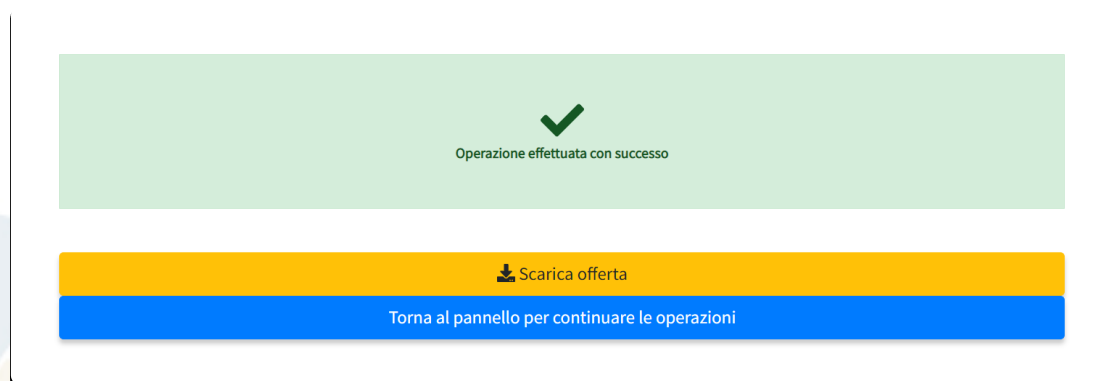 Operazione effettuata con successo
Scarica offerta
Torna al pannello per continuare le operazioni